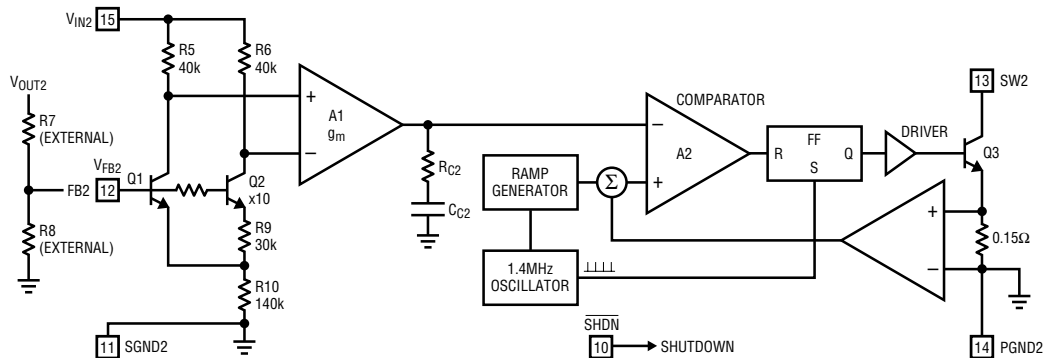 VIN2
15
R5
40k
R6
40k
VOUT2
R7
(EXTERNAL)
VFB2
12
FB2
Q1
Q2
x10
R8
(EXTERNAL)
R9
30k
R10
140k
11
SGND2
+
A1
gm
−
RC2
CC2
COMPARATOR
−
A2
+
RAMP
GENERATOR
Σ
1.4MHz
OSCILLATOR
R
FF
S
Q
DRIVER
13
SW2
Q3
+
−
0.15Ω
SHDN
10
SHUTDOWN
14
PGND2